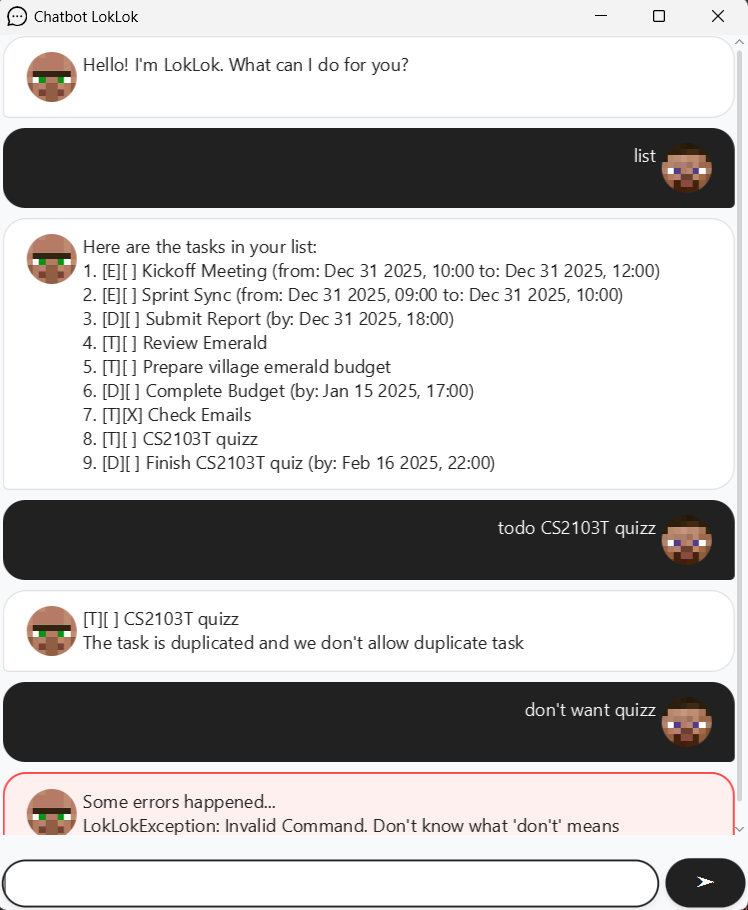 Chatbot LokLok
Hello! I'm LokLok. What can I do for you?
list
Here are the tasks in your list:
1. [E][ ] Kickoff Meeting (from: Dec 31 2025, 10:00 to: Dec 31 2025, 12:00)
2. [E][ ] Sprint Sync (from: Dec 31 2025, 09:00 to: Dec 31 2025, 10:00)
3. [D][ ] Submit Report (by: Dec 31 2025, 18:00)
4. [T][ ] Review Emerald
5. [T][ ] Prepare village emerald budget
6. [D][ ] Complete Budget (by: Jan 15 2025, 17:00)
7. [T][X] Check Emails
8. [T][ ] CS2103T quizz
9. [D][ ] Finish CS2103T quiz (by: Feb 16 2025, 22:00)
todo CS2103T quizz
[T][ ] CS2103T quizz
The task is duplicated and we don't allow duplicate task
don't want quizz
Some errors happened...
LokLokException: Invalid Command. Don't know what 'don't' means